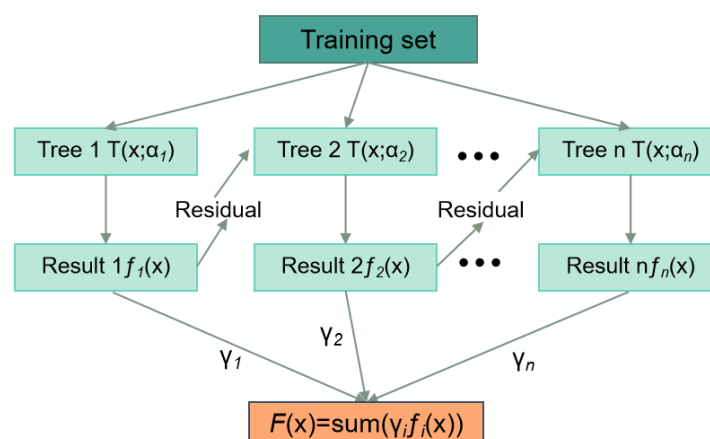 Training set
Tree 1 T(x;α₁)
Tree 2 T(x;α₂)
•••
Tree n T(x;αₙ)
Residual
Residual
Result 1f₁(x)
Result 2f₂(x)
•••
Result nfₙ(x)
γ₁
γ₂
γₙ
F(x)=sum(γᵢfᵢ(x))